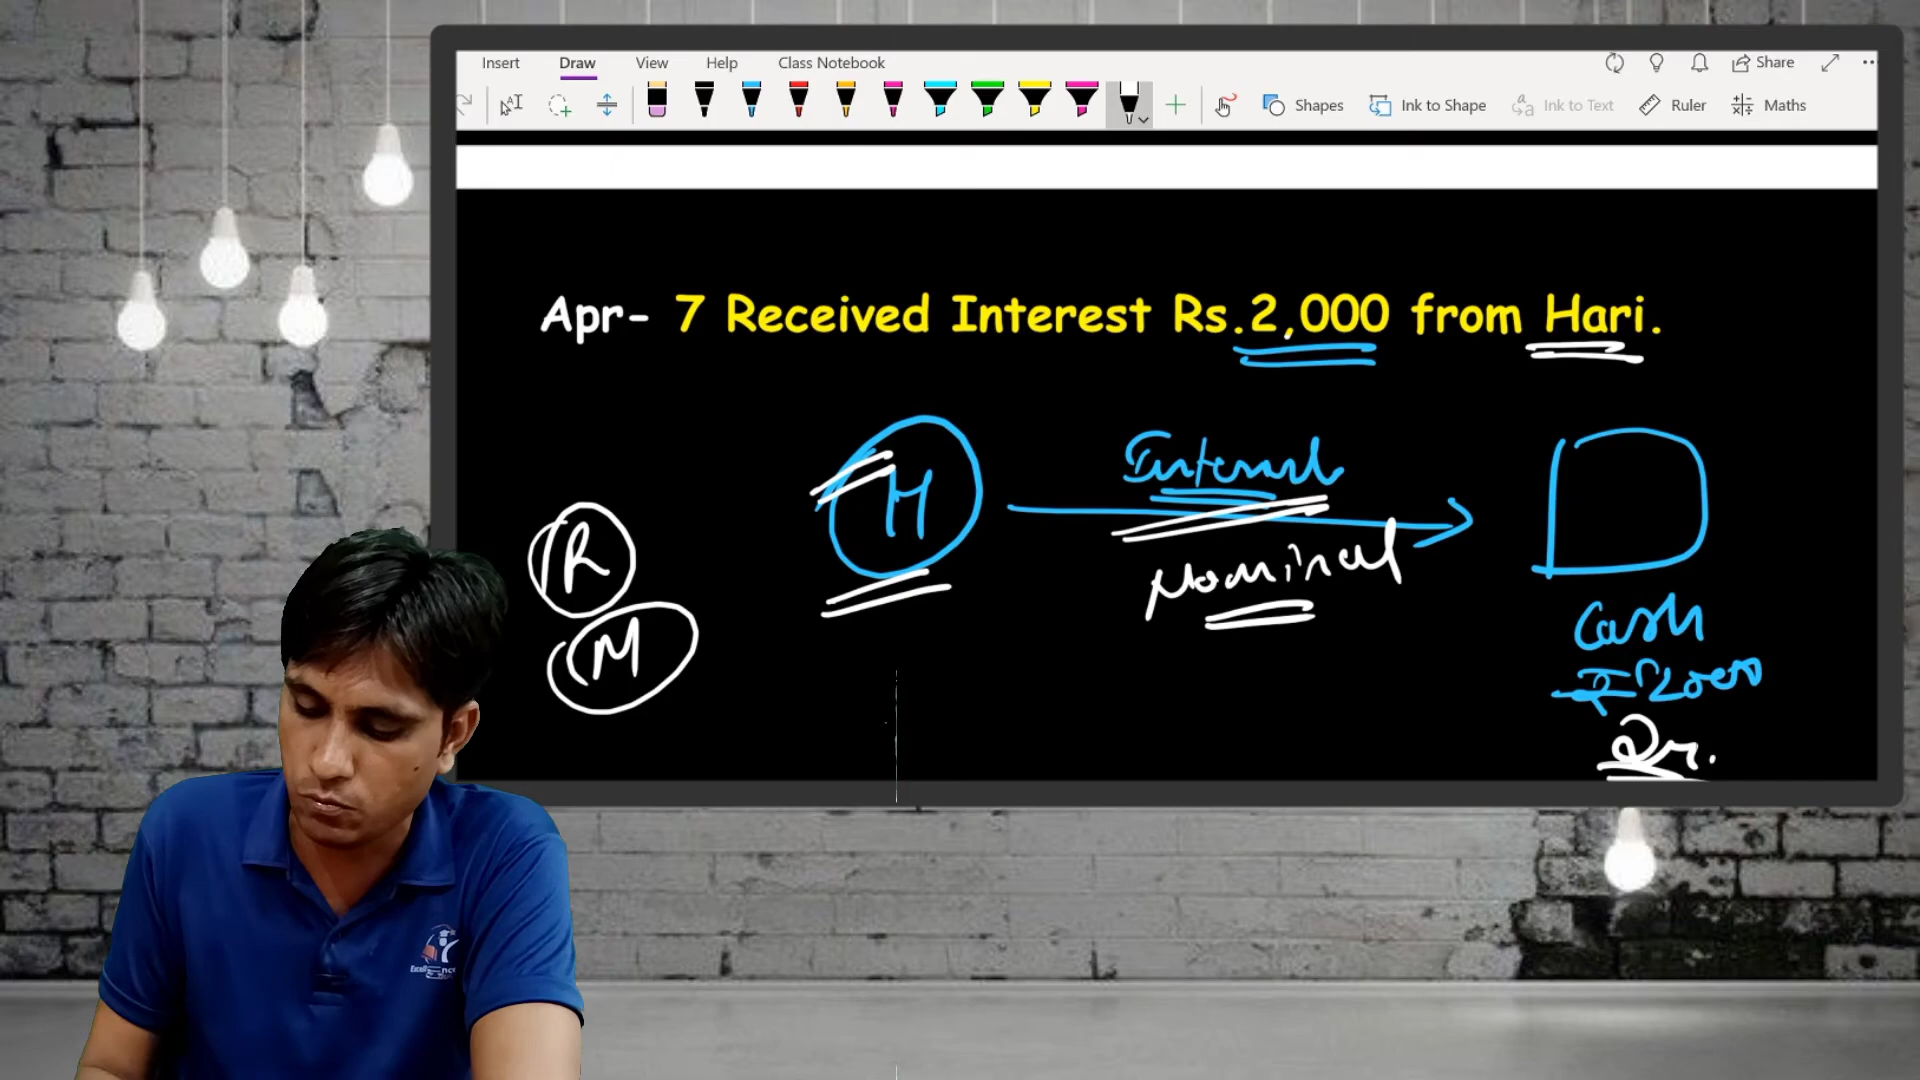 Insert Draw View Help Class Notebook Share
Shapes Ink to Shape Ink to Text Ruler Maths
Apr- 7 Received Interest Rs.2,000 from Hari.
H
Interest
Nominal
R
M
Cash
₹ 2000
Dr.